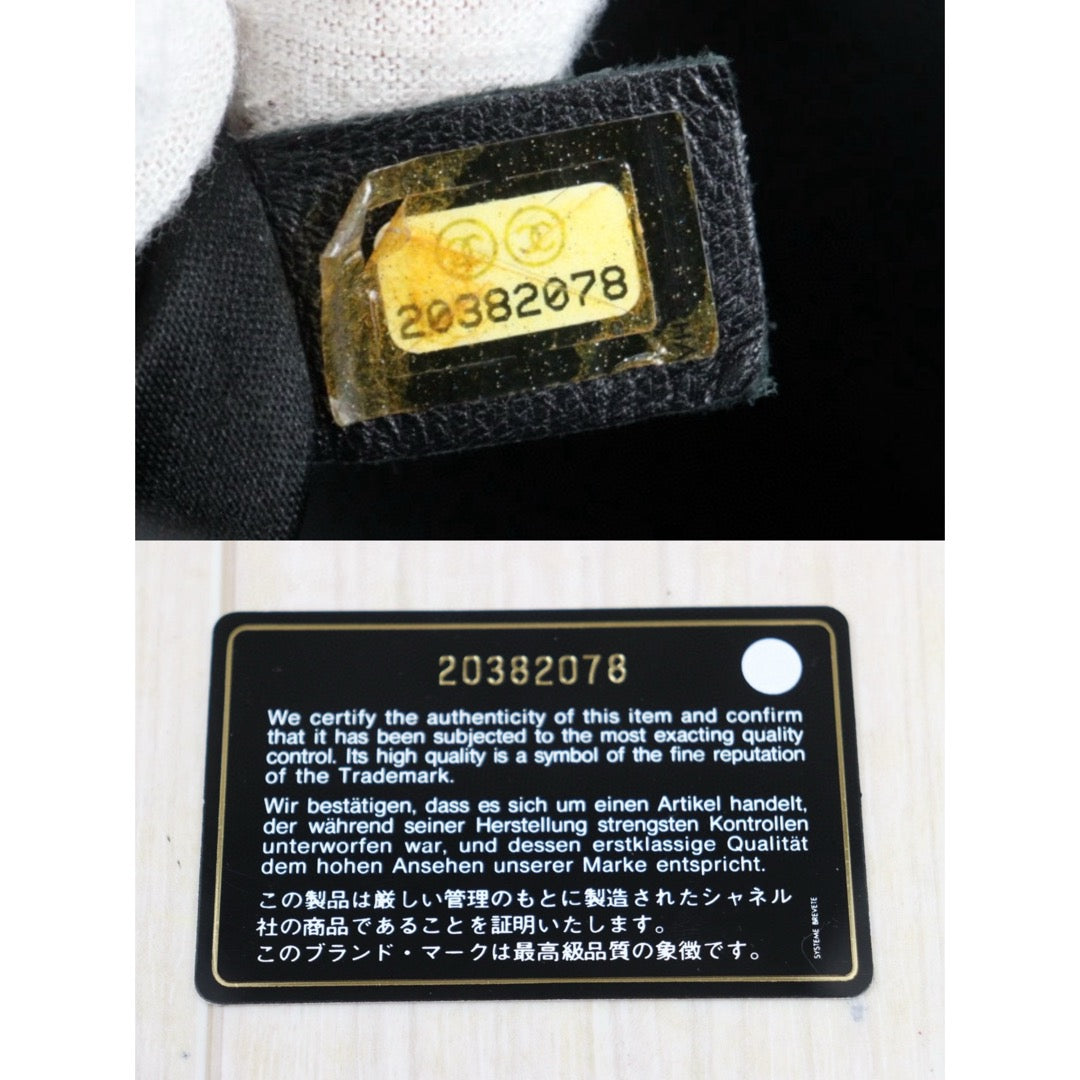 20382078
20382078
We certify the authenticity of this item and confirm
that it has been subjected to the most exacting quality
control. Its high quality is a symbol of the fine reputation
of the Trademark.
Wir bestätigen, dass es sich um einen Artikel handelt,
der während seiner Herstellung strengsten Kontrollen
unterworfen war, und dessen erstklassige Qualität
dem hohen Ansehen unserer Marke entspricht.
この製品は厳しい管理のもとに製造されたシャネル
社の商品であることを証明いたします。
このブランド・マークは最高級品質の象徴です。
SYSTEME BREVETE